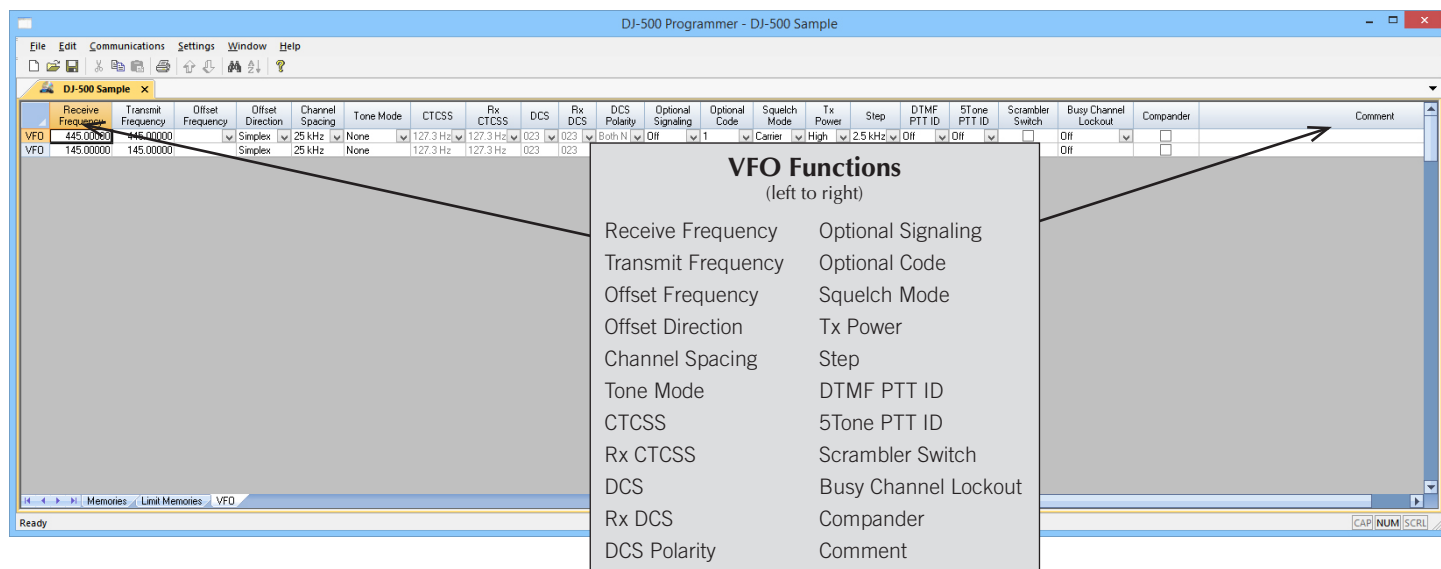 DJ-500 Programmer - DJ-500 Sample
File Edit Communications Settings Window Help
DJ-500 Sample x
Receive Frequency Transmit Frequency Offset Frequency Offset Direction Channel Spacing Tone Mode CTCSS Rx CTCSS DCS Rx DCS DCS Polarity Optional Signaling Optional Code Squelch Mode Tx Power Step DTMF PTT ID 5Tone PTT ID Scrambler Switch Busy Channel Lockout Compander Comment
VFO 445.00000 445.00000 Simplex 25 kHz None 127.3 Hz 127.3 Hz 023 023 Both N Off 1 Carrier High 2.5 kHz Off Off Off
VFO 145.00000 145.00000 Simplex 25 kHz None 127.3 Hz 127.3 Hz 023 023 Off
VFO Functions
(left to right)
Receive Frequency Optional Signaling
Transmit Frequency Optional Code
Offset Frequency Squelch Mode
Offset Direction Tx Power
Channel Spacing Step
Tone Mode DTMF PTT ID
CTCSS 5Tone PTT ID
Rx CTCSS Scrambler Switch
DCS Busy Channel Lockout
Rx DCS Compander
DCS Polarity Comment
Memories Limit Memories VFO
Ready CAP NUM SCRL